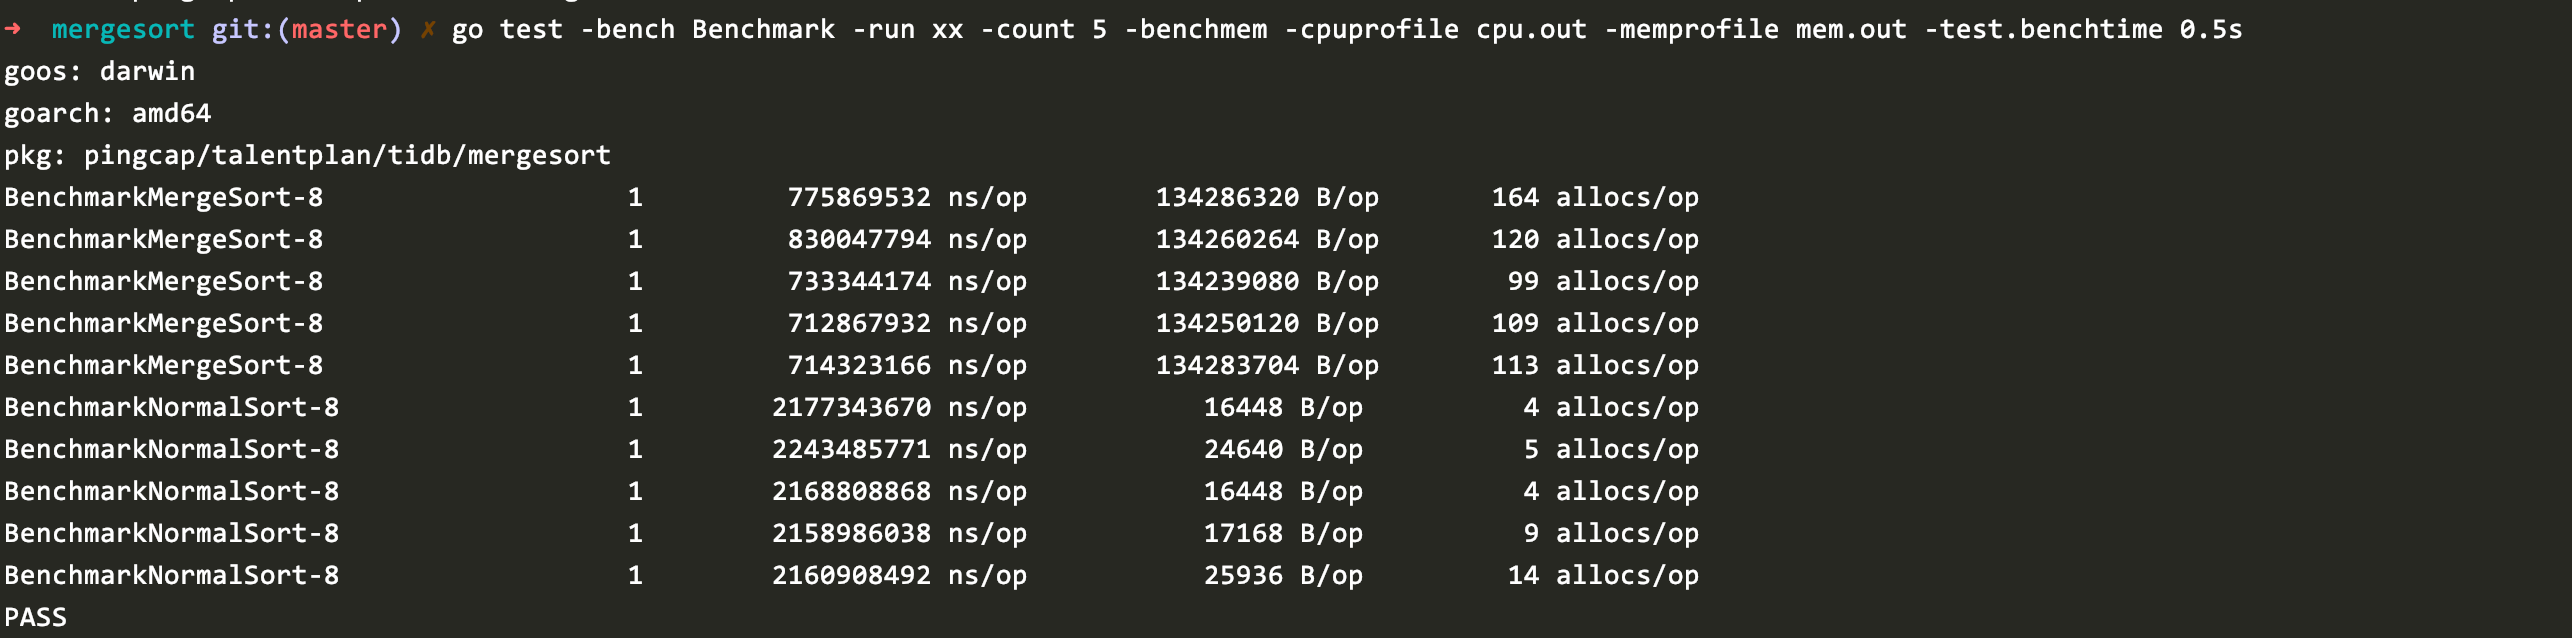 ➜  mergesort git:(master) ✗ go test -bench Benchmark -run xx -count 5 -benchmem -cpuprofile cpu.out -memprofile mem.out -test.benchtime 0.5s
goos: darwin
goarch: amd64
pkg: pingcap/talentplan/tidb/mergesort
BenchmarkMergeSort-8 1 775869532 ns/op 134286320 B/op 164 allocs/op
BenchmarkMergeSort-8 1 830047794 ns/op 134260264 B/op 120 allocs/op
BenchmarkMergeSort-8 1 733344174 ns/op 134239080 B/op 99 allocs/op
BenchmarkMergeSort-8 1 712867932 ns/op 134250120 B/op 109 allocs/op
BenchmarkMergeSort-8 1 714323166 ns/op 134283704 B/op 113 allocs/op
BenchmarkNormalSort-8 1 2177343670 ns/op 16448 B/op 4 allocs/op
BenchmarkNormalSort-8 1 2243485771 ns/op 24640 B/op 5 allocs/op
BenchmarkNormalSort-8 1 2168808868 ns/op 16448 B/op 4 allocs/op
BenchmarkNormalSort-8 1 2158986038 ns/op 17168 B/op 9 allocs/op
BenchmarkNormalSort-8 1 2160908492 ns/op 25936 B/op 14 allocs/op
PASS